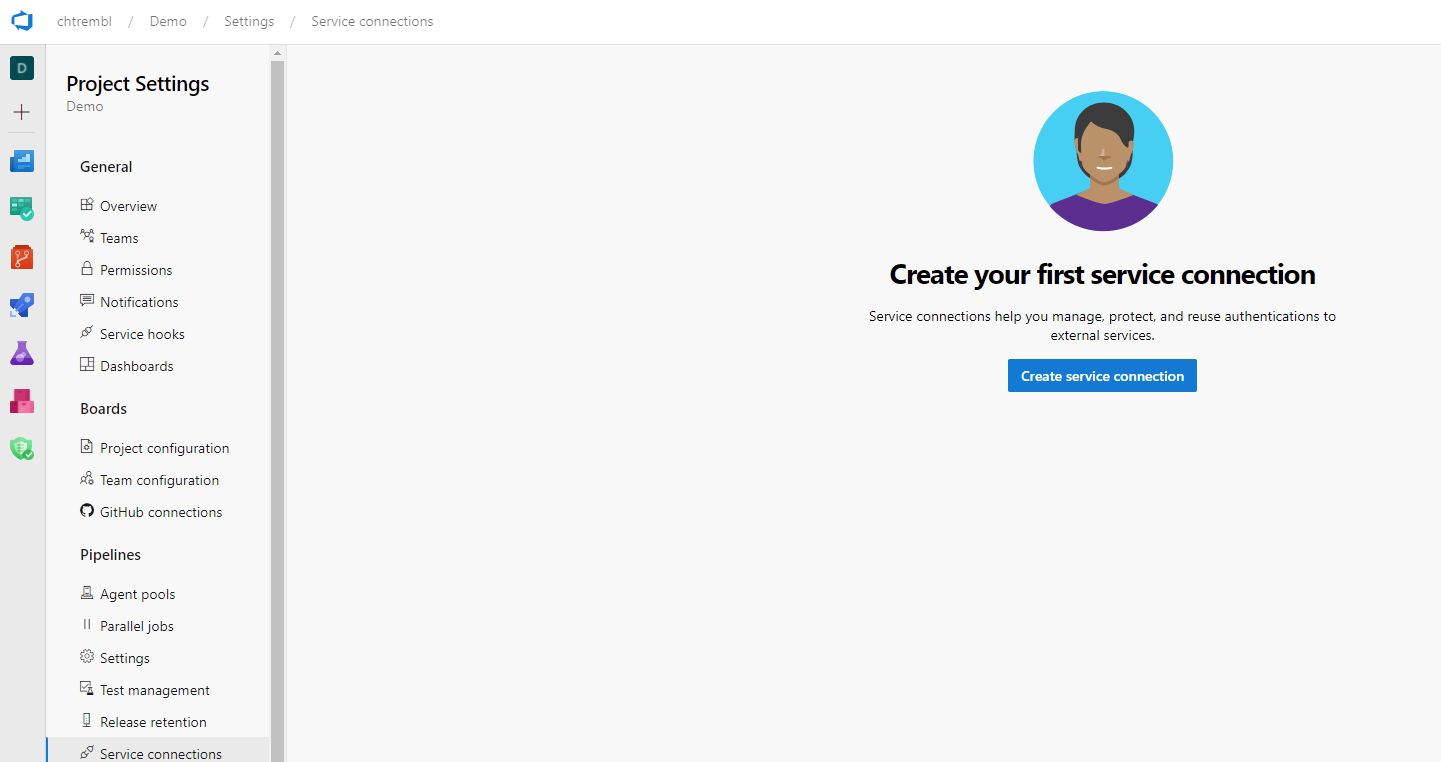 chtrembl / Demo / Settings / Service connections
D
Project Settings
Demo
General
Overview
Teams
Permissions
Notifications
Service hooks
Dashboards
Boards
Project configuration
Team configuration
GitHub connections
Pipelines
Agent pools
Parallel jobs
Settings
Test management
Release retention
Service connections
Create your first service connection
Service connections help you manage, protect, and reuse authentications to
external services.
Create service connection